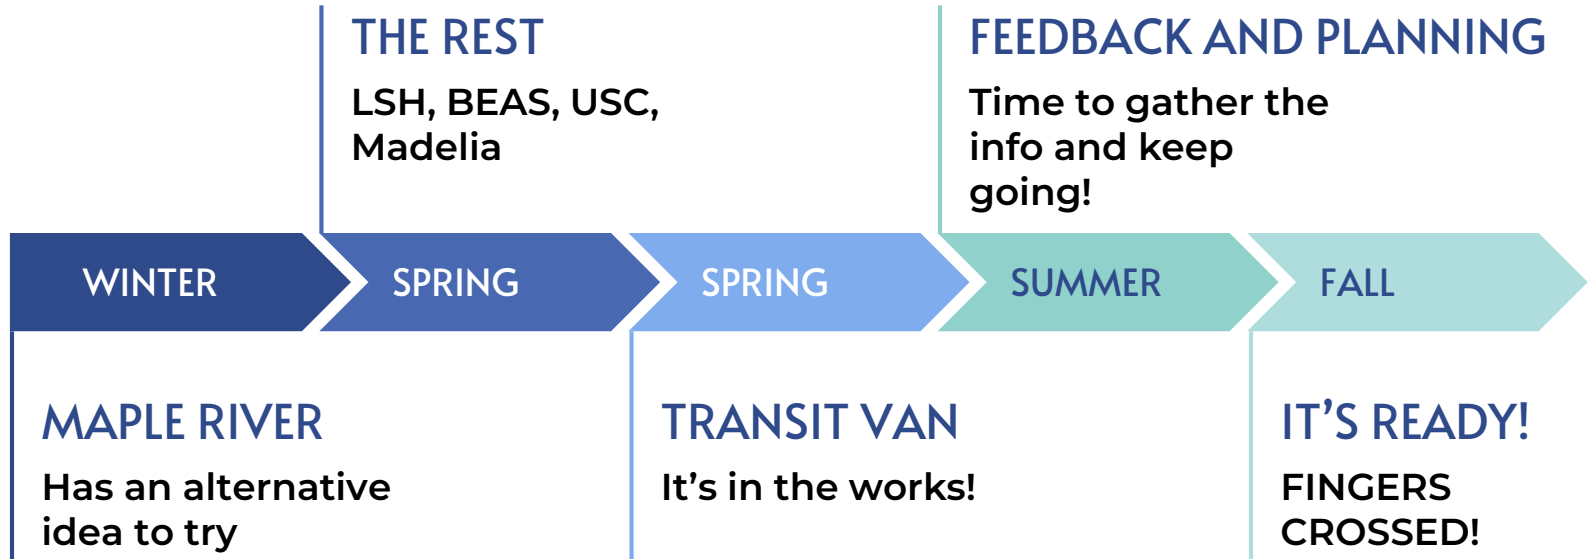 THE REST
LSH, BEAS, USC,
Madelia
FEEDBACK AND PLANNING
Time to gather the
info and keep
going!
WINTER
SPRING
SPRING
SUMMER
FALL
MAPLE RIVER
Has an alternative
idea to try
TRANSIT VAN
It’s in the works!
IT’S READY!
FINGERS
CROSSED!